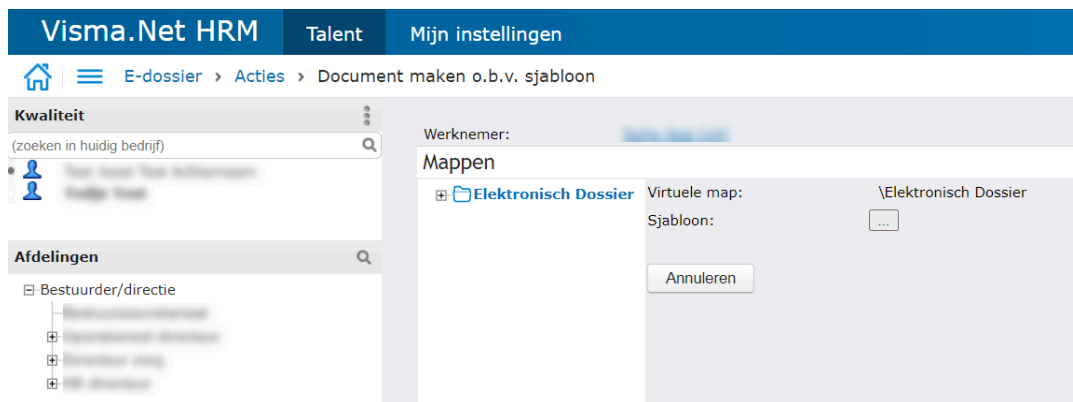 Visma.Net HRM Talent Mijn instellingen
E-dossier > Acties > Document maken o.b.v. sjabloon
Kwaliteit
(zoeken in huidig bedrijf)
Afdelingen
Bestuurder/directie
Werknemer:
Mappen
Elektronisch Dossier
Virtuele map: \Elektronisch Dossier
Sjabloon: ...
Annuleren